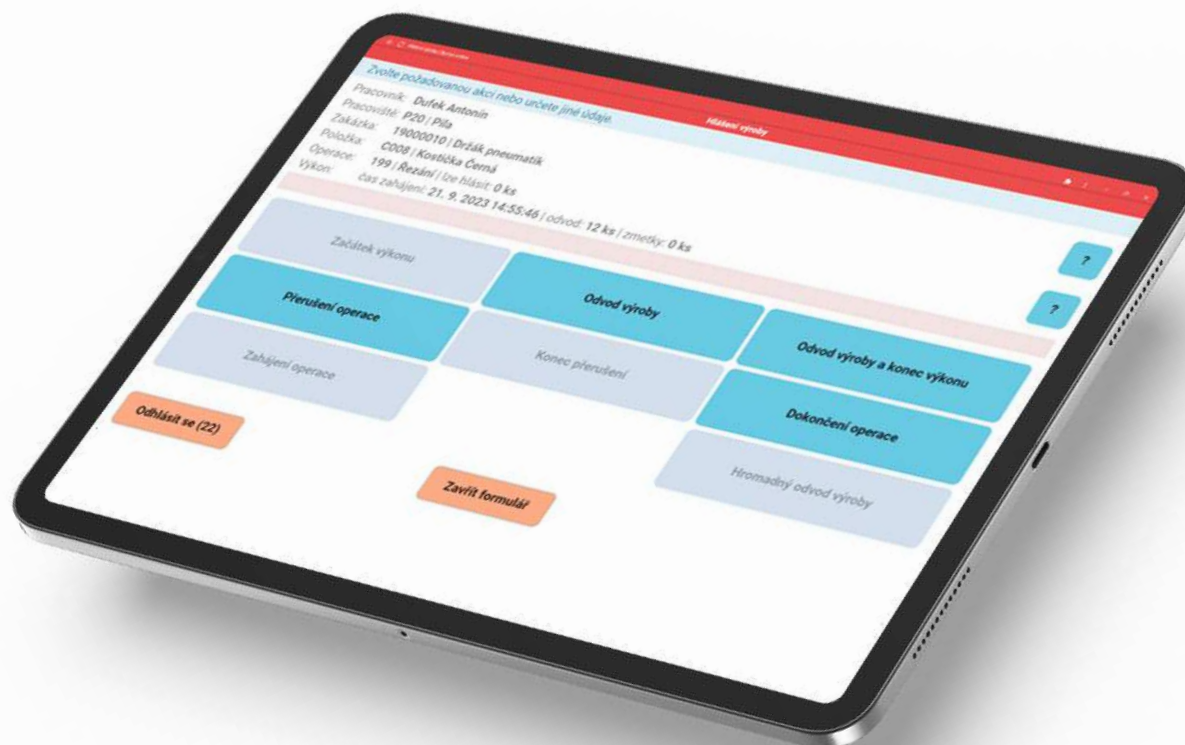 Hlášení výroby
Zvolte požadovanou akci nebo určete jiné údaje.
Pracovník: Dufek Antonín
Pracoviště: P20 | Pila
Zakázka: 19000010 | Držák pneumatik
Položka: C008 | Kostička Černá
Operace: 199 | Řezání | lze hlásit: 0 ks
Výkon: čas zahájení: 21. 9. 2023 14:55:46 | odvod: 12 ks | zmetky: 0 ks
?
?
Začátek výkonu
Odvod výroby
Odvod výroby a konec výkonu
Přerušení operace
Konec přerušení
Dokončení operace
Zahájení operace
Hromadný odvod výroby
Odhlásit se (22)
Zavřít formulář